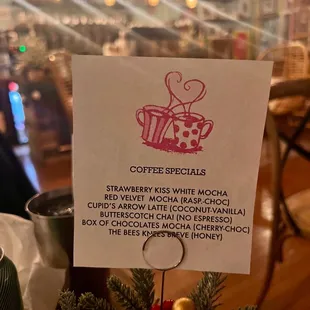 COFFEE SPECIALS
STRAWBERRY KISS WHITE MOCHA
RED VELVET MOCHA (RASP-CHOC)
CUPID'S ARROW LATTE (COCONUT-VANILLA)
BUTTERSCOTCH CHAI (NO ESPRESSO)
BOX OF CHOCOLATES MOCHA (CHERRY-CHOC)
THE BEES KNEES BREVE (HONEY)